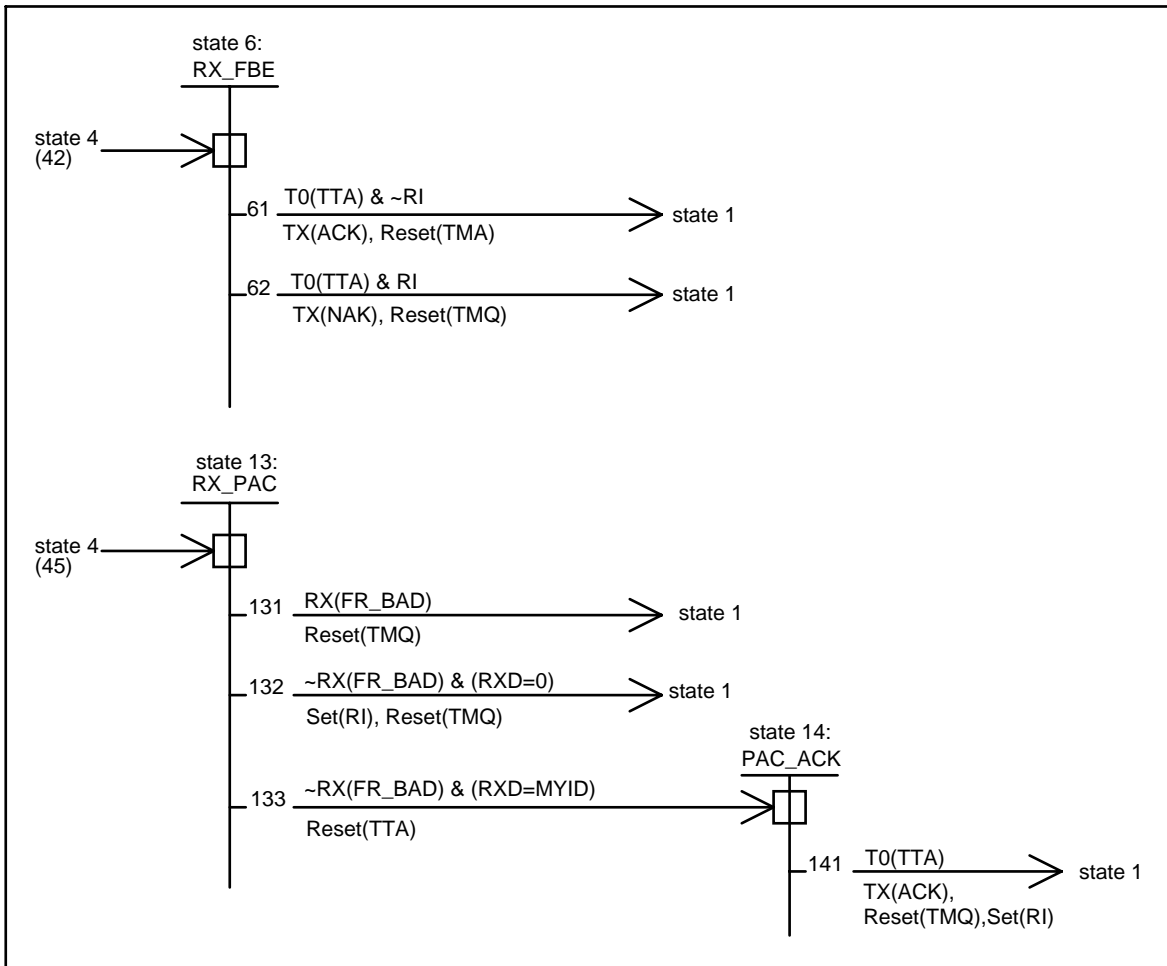 state 6:
RX_FBE
state 4
(42)
61
T0(TTA) & ~RI
TX(ACK), Reset(TMA)
state 1
62
T0(TTA) & RI
TX(NAK), Reset(TMQ)
state 1
state 13:
RX_PAC
state 4
(45)
131
RX(FR_BAD)
Reset(TMQ)
state 1
132
~RX(FR_BAD) & (RXD=0)
Set(RI), Reset(TMQ)
state 1
state 14:
PAC_ACK
133
~RX(FR_BAD) & (RXD=MYID)
Reset(TTA)
141
T0(TTA)
TX(ACK),
Reset(TMQ),Set(RI)
state 1